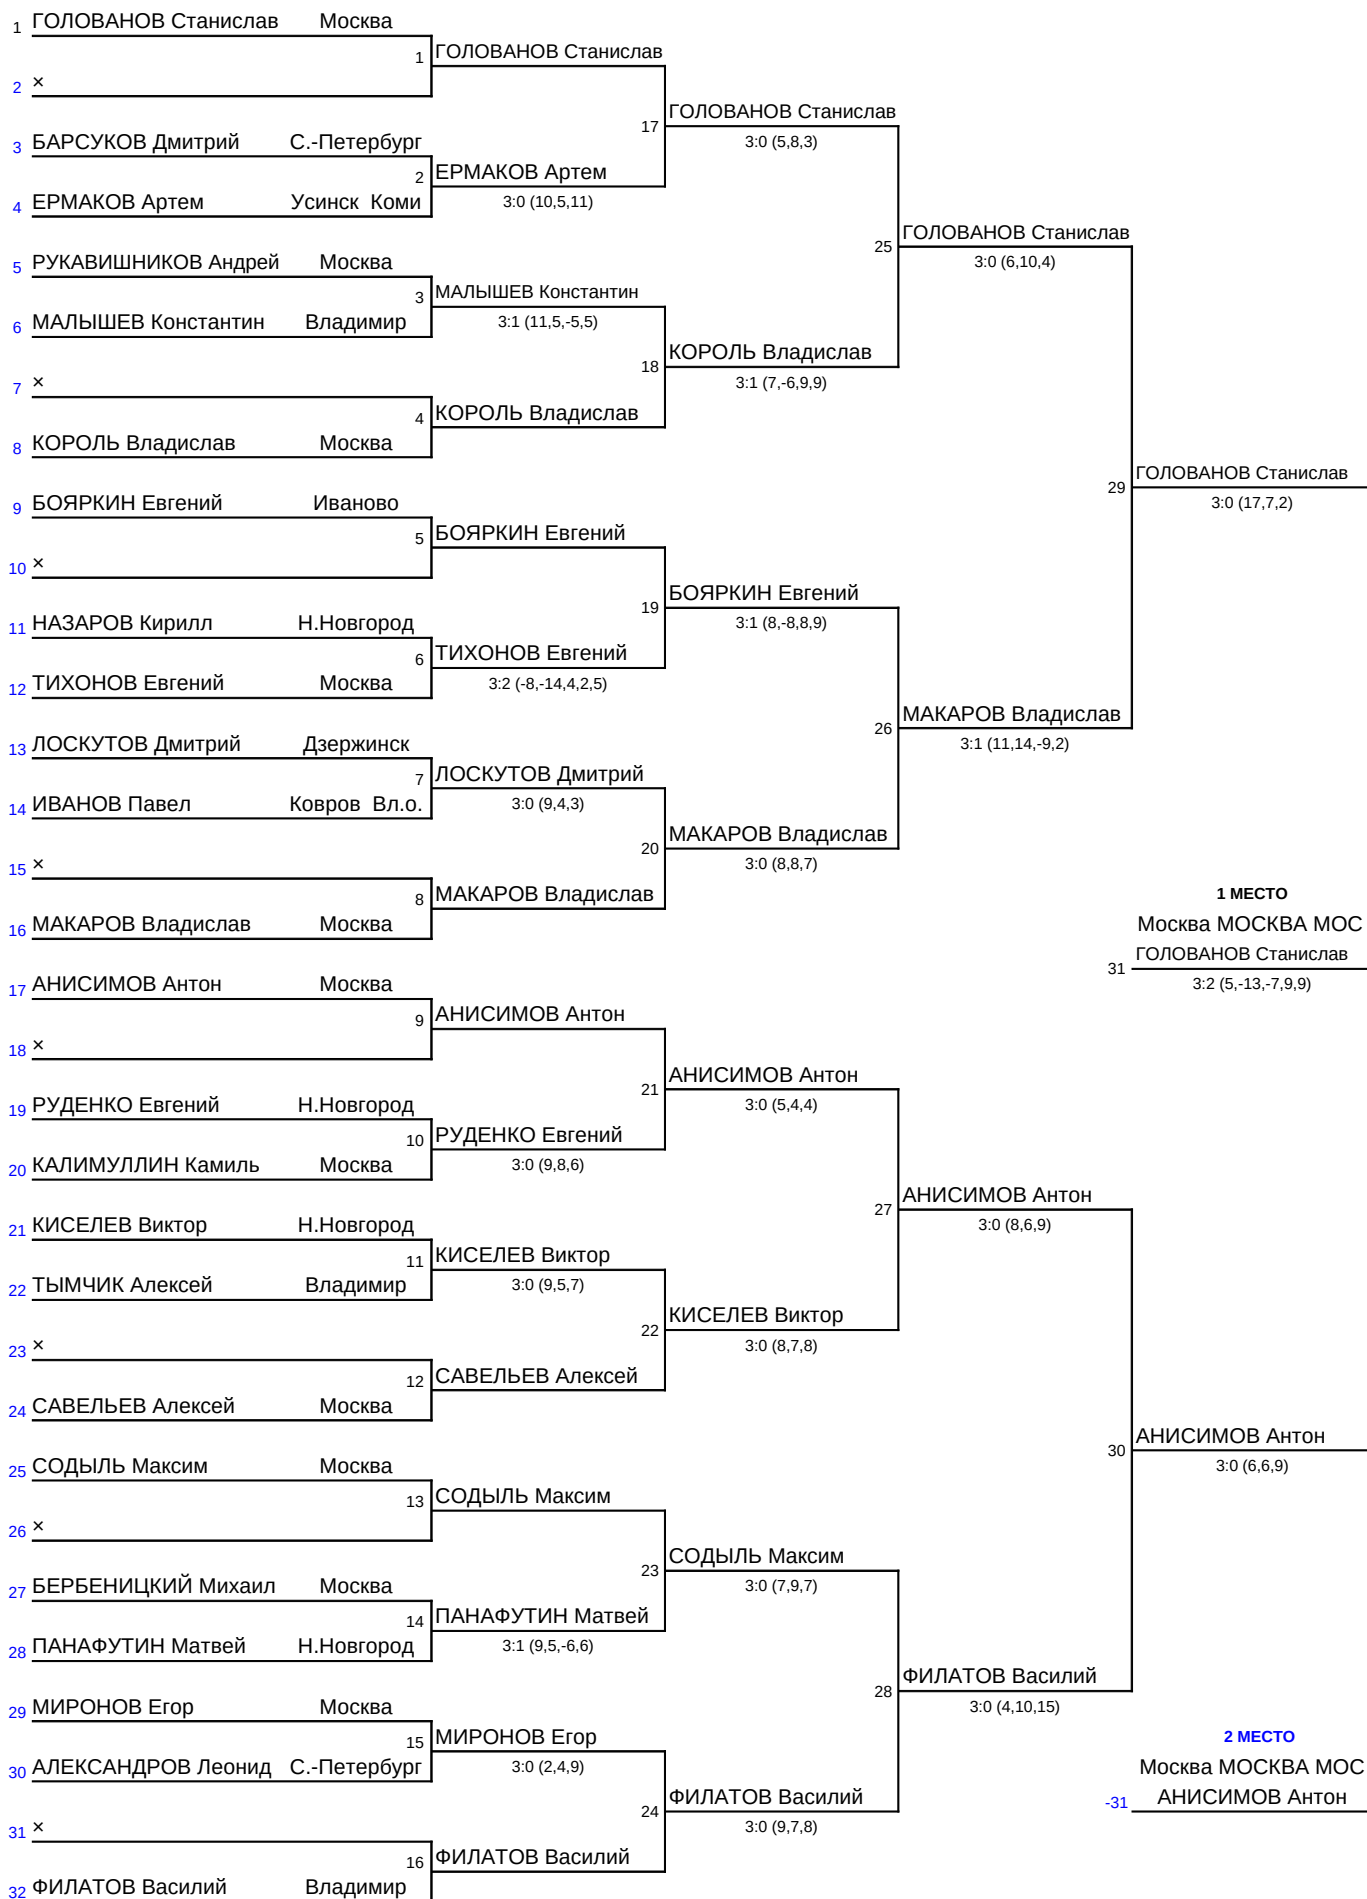 1 ГОЛОВАНОВ Станислав Москва
1 ГОЛОВАНОВ Станислав
2 ×
17 ГОЛОВАНОВ Станислав
3:0 (5,8,3)
3 БАРСУКОВ Дмитрий С.-Петербург
2 ЕРМАКОВ Артем
3:0 (10,5,11)
4 ЕРМАКОВ Артем Усинск Коми
25 ГОЛОВАНОВ Станислав
3:0 (6,10,4)
5 РУКАВИШНИКОВ Андрей Москва
3 МАЛЫШЕВ Константин
3:1 (11,5,-5,5)
6 МАЛЫШЕВ Константин Владимир
18 КОРОЛЬ Владислав
3:1 (7,-6,9,9)
7 ×
4 КОРОЛЬ Владислав
8 КОРОЛЬ Владислав Москва
29 ГОЛОВАНОВ Станислав
3:0 (17,7,2)
9 БОЯРКИН Евгений Иваново
5 БОЯРКИН Евгений
10 ×
19 БОЯРКИН Евгений
3:1 (8,-8,8,9)
11 НАЗАРОВ Кирилл Н.Новгород
6 ТИХОНОВ Евгений
3:2 (-8,-14,4,2,5)
12 ТИХОНОВ Евгений Москва
26 МАКАРОВ Владислав
3:1 (11,14,-9,2)
13 ЛОСКУТОВ Дмитрий Дзержинск
7 ЛОСКУТОВ Дмитрий
3:0 (9,4,3)
14 ИВАНОВ Павел Ковров Вл.о.
20 МАКАРОВ Владислав
3:0 (8,8,7)
15 ×
8 МАКАРОВ Владислав
16 МАКАРОВ Владислав Москва
1 МЕСТО
Москва МОСКВА МОС
31 ГОЛОВАНОВ Станислав
3:2 (5,-13,-7,9,9)
17 АНИСИМОВ Антон Москва
9 АНИСИМОВ Антон
18 ×
21 АНИСИМОВ Антон
3:0 (5,4,4)
19 РУДЕНКО Евгений Н.Новгород
10 РУДЕНКО Евгений
3:0 (9,8,6)
20 КАЛИМУЛЛИН Камиль Москва
27 АНИСИМОВ Антон
3:0 (8,6,9)
21 КИСЕЛЕВ Виктор Н.Новгород
11 КИСЕЛЕВ Виктор
3:0 (9,5,7)
22 ТЫМЧИК Алексей Владимир
22 КИСЕЛЕВ Виктор
3:0 (8,7,8)
23 ×
12 САВЕЛЬЕВ Алексей
24 САВЕЛЬЕВ Алексей Москва
30 АНИСИМОВ Антон
3:0 (6,6,9)
25 СОДЫЛЬ Максим Москва
13 СОДЫЛЬ Максим
26 ×
23 СОДЫЛЬ Максим
3:0 (7,9,7)
27 БЕРБЕНИЦКИЙ Михаил Москва
14 ПАНАФУТИН Матвей
3:1 (9,5,-6,6)
28 ПАНАФУТИН Матвей Н.Новгород
28 ФИЛАТОВ Василий
3:0 (4,10,15)
29 МИРОНОВ Егор Москва
15 МИРОНОВ Егор
3:0 (2,4,9)
30 АЛЕКСАНДРОВ Леонид С.-Петербург
24 ФИЛАТОВ Василий
3:0 (9,7,8)
31 ×
16 ФИЛАТОВ Василий
32 ФИЛАТОВ Василий Владимир
2 МЕСТО
Москва МОСКВА МОС
-31 АНИСИМОВ Антон